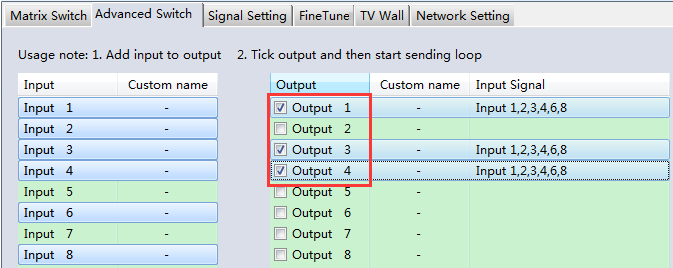 Matrix Switch Advanced Switch Signal Setting FineTune TV Wall Network Setting
Usage note: 1. Add input to output 2. Tick output and then start sending loop
Input Custom name Output Custom name Input Signal
Input 1 - Output 1 - Input 1,2,3,4,6,8
Input 2 - Output 2 -
Input 3 - Output 3 - Input 1,2,3,4,6,8
Input 4 - Output 4 - Input 1,2,3,4,6,8
Input 5 - Output 5 -
Input 6 - Output 6 -
Input 7 - Output 7 -
Input 8 - Output 8 -